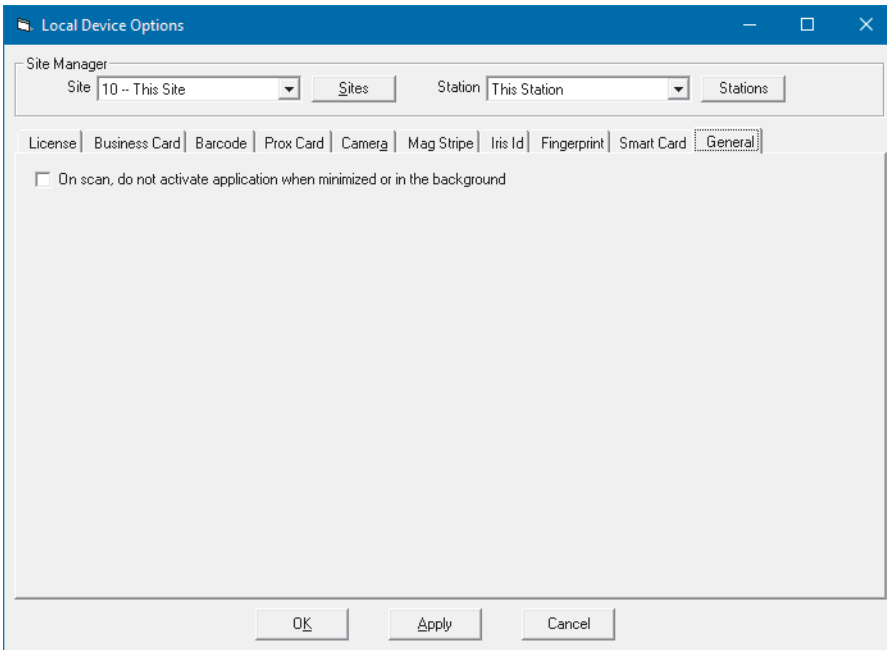 Local Device Options
Site Manager
Site 10 -- This Site Sites Station This Station Stations
License Business Card Barcode Prox Card Camera Mag Stripe Iris Id Fingerprint Smart Card General
On scan, do not activate application when minimized or in the background
OK Apply Cancel